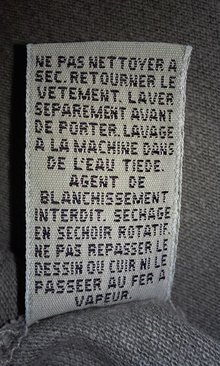 NE PAS NETTOYER A
SEC. RETOURNER LE
VETEMENT. LAVER
SEPAREMENT AVANT
DE PORTER. LAVAGE
A LA MACHINE DANS
DE L'EAU TIEDE.
AGENT DE
BLANCHISSEMENT
INTERDIT. SECHAGE
EN SECHOIR ROTATIF.
NE PAS REPASSER LE
DESSIN OU CUIR NI LE
PASSEER AU FER A
VAPEUR.